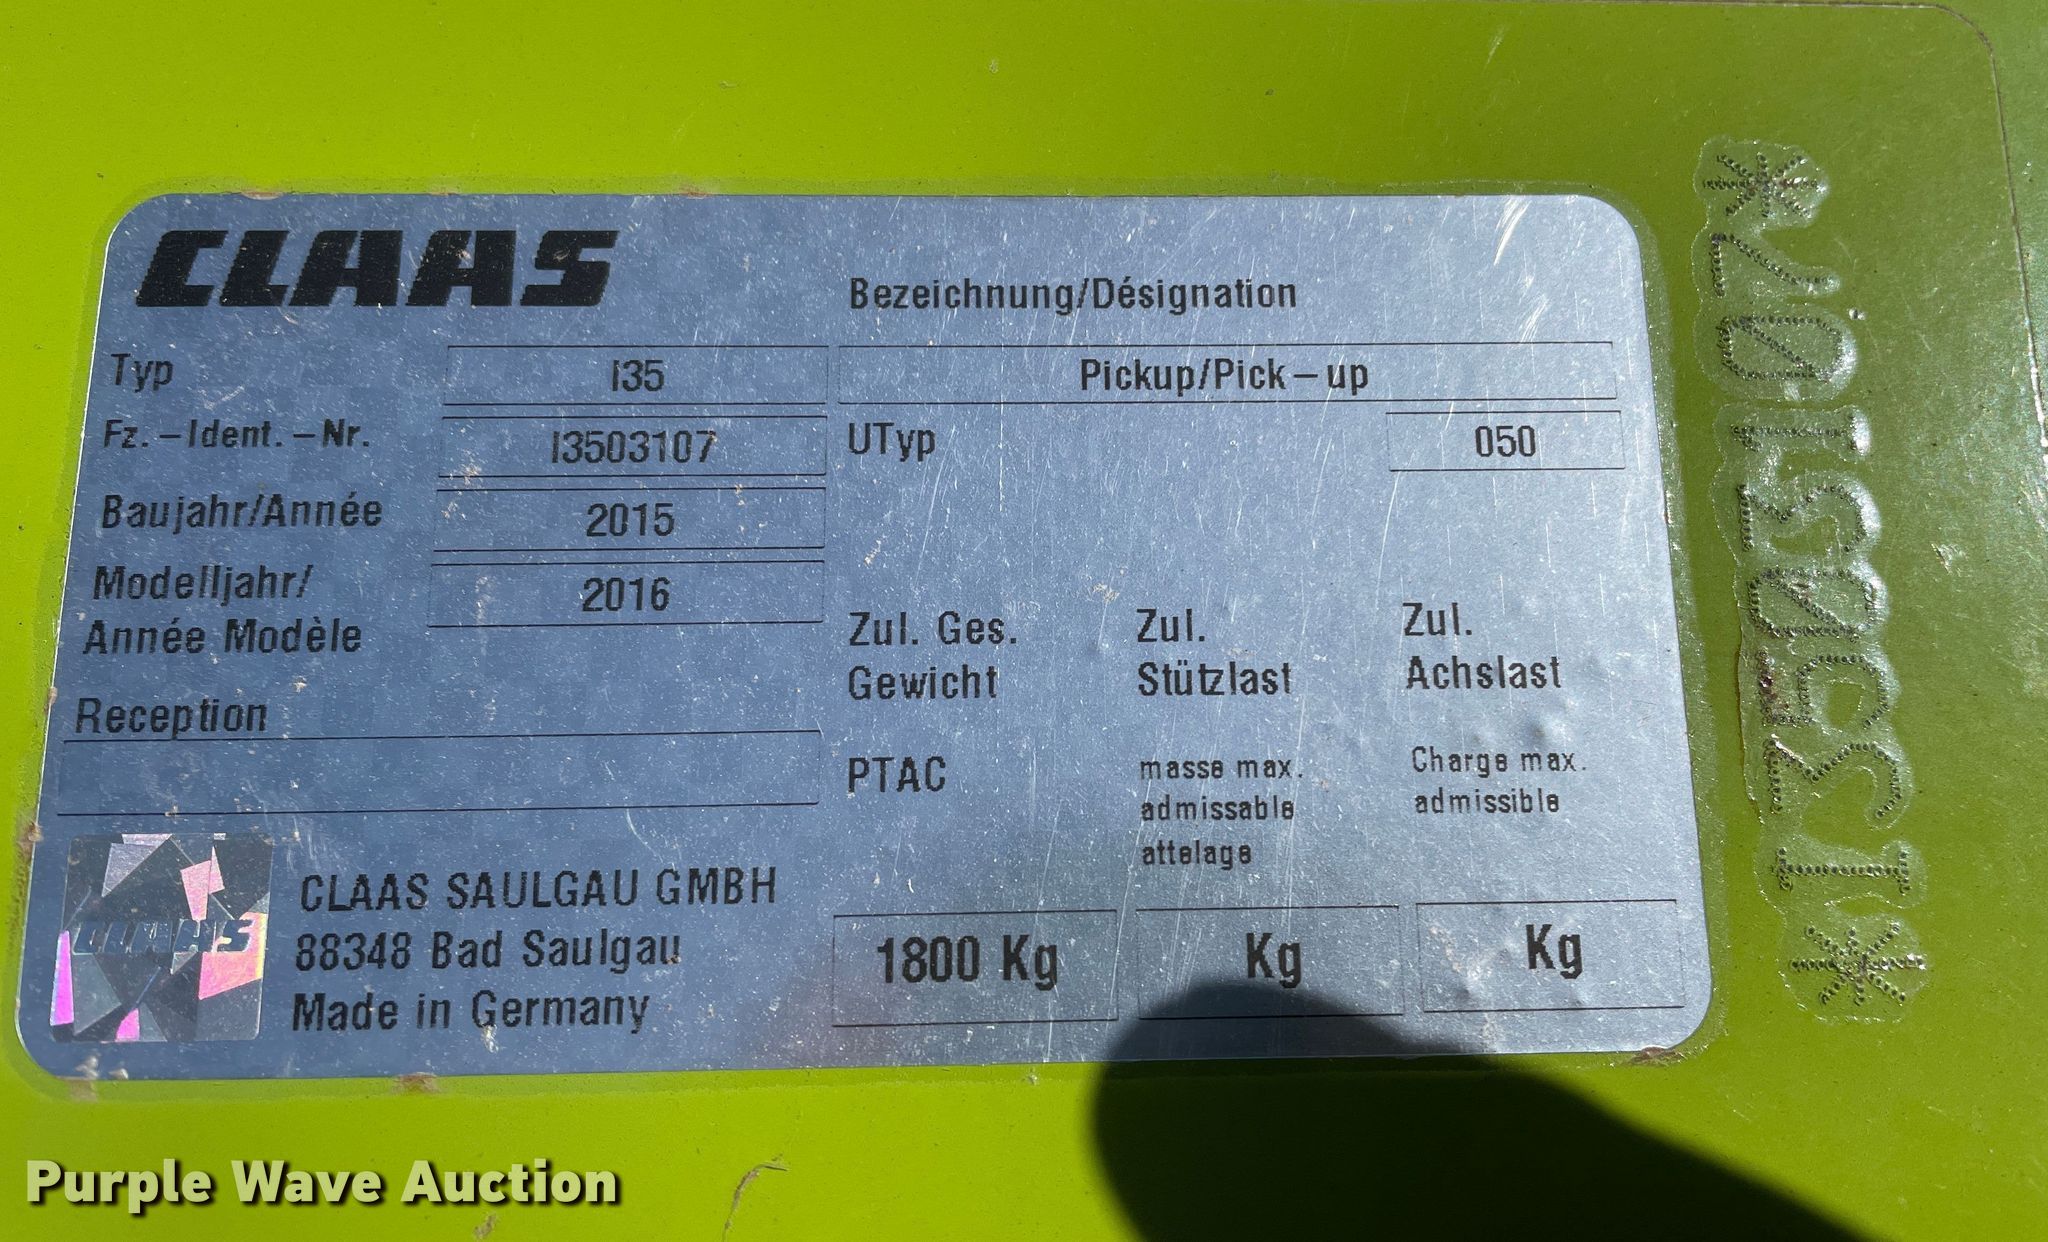 CLAAS
Bezeichnung/Désignation
Typ I35 Pickup/Pick–up
Fz.–Ident.–Nr. I3503107 UTyp 050
Baujahr/Année 2015
Modelljahr/ 2016
Année Modèle
Reception
Zul. Ges.
Gewicht
PTAC
Zul.
Stützlast
masse max.
admissable
attelage
Zul.
Achslast
Charge max.
admissible
1800 Kg Kg Kg
CLAAS
CLAAS SAULGAU GMBH
88348 Bad Saulgau
Made in Germany
*I3503107*
Purple Wave Auction